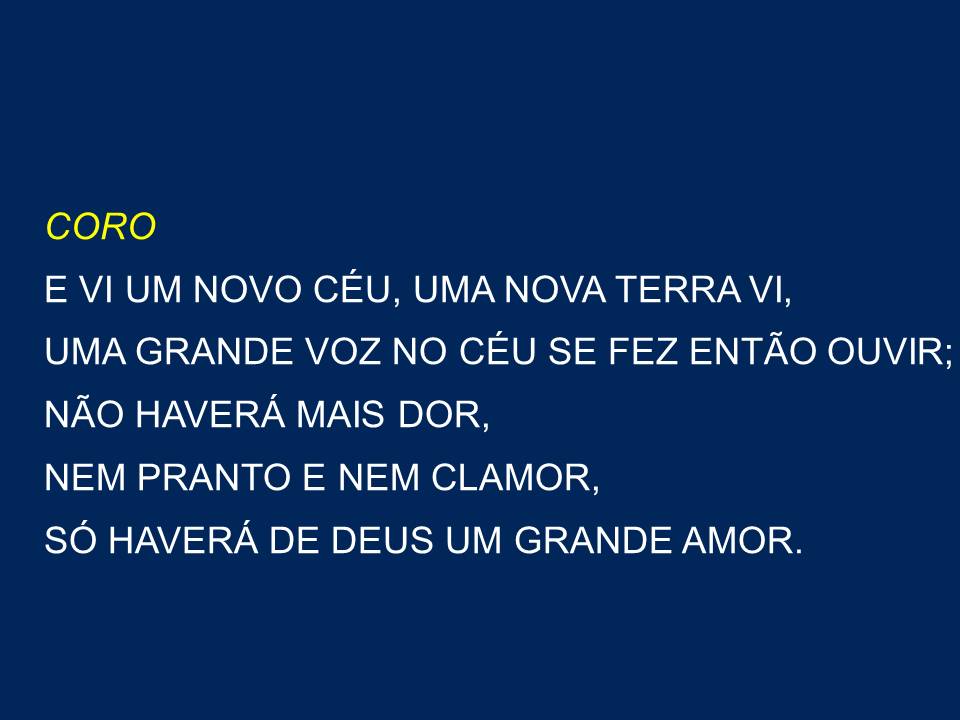 CORO
E VI UM NOVO CÉU, UMA NOVA TERRA VI,
UMA GRANDE VOZ NO CÉU SE FEZ ENTÃO OUVIR;
NÃO HAVERÁ MAIS DOR,
NEM PRANTO E NEM CLAMOR,
SÓ HAVERÁ DE DEUS UM GRANDE AMOR.